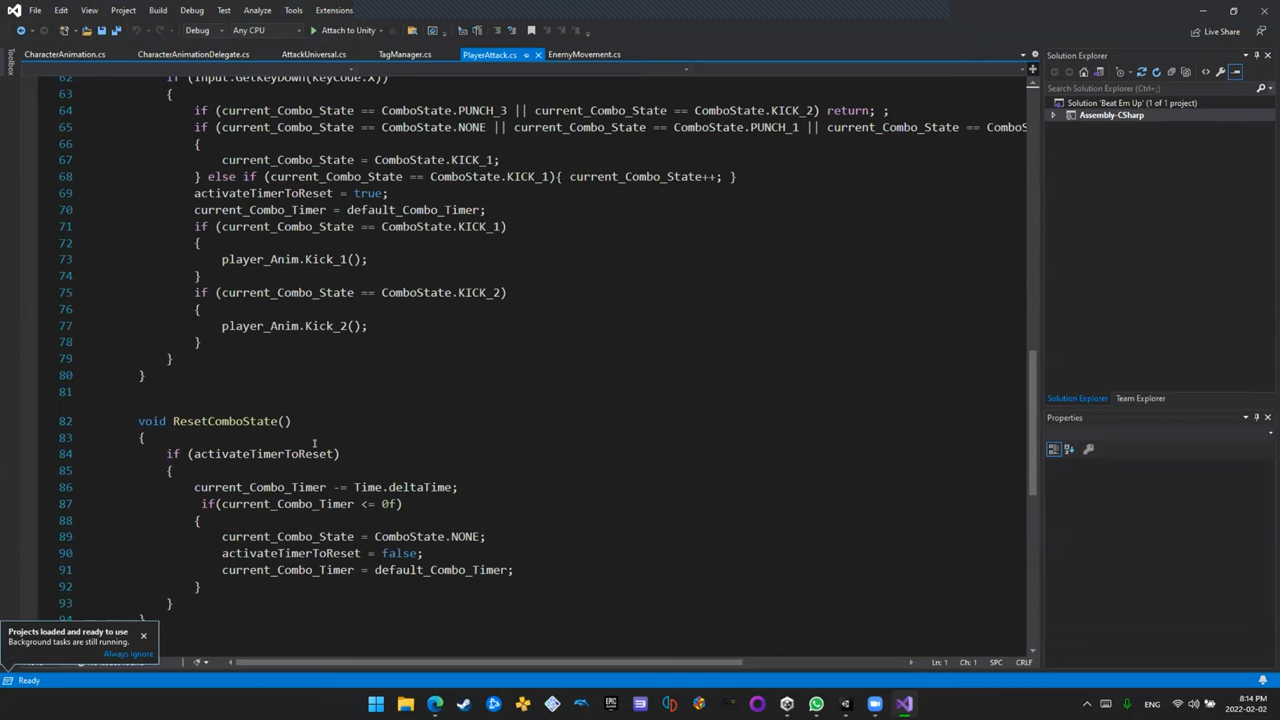 File Edit View Project Build Debug Test Analyze Tools Extensions
Debug Any CPU Attach to Unity Live Share
CharacterAnimation.cs CharacterAnimationDelegate.cs AttackUniversal.cs TagManager.cs PlayerAttack.cs EnemyMovement.cs
Toolbox
62 if (Input.GetKeyDown(KeyCode.X))
63 {
64 if (current_Combo_State == ComboState.PUNCH_3 || current_Combo_State == ComboState.KICK_2) return; ;
65 if (current_Combo_State == ComboState.NONE || current_Combo_State == ComboState.PUNCH_1 || current_Combo_State == ComboS
66 {
67 current_Combo_State = ComboState.KICK_1;
68 } else if (current_Combo_State == ComboState.KICK_1){ current_Combo_State++; }
69 activateTimerToReset = true;
70 current_Combo_Timer = default_Combo_Timer;
71 if (current_Combo_State == ComboState.KICK_1)
72 {
73 player_Anim.Kick_1();
74 }
75 if (current_Combo_State == ComboState.KICK_2)
76 {
77 player_Anim.Kick_2();
78 }
79 }
80 }
81
82 void ResetComboState()
83 {
84 if (activateTimerToReset)
85 {
86 current_Combo_Timer -= Time.deltaTime;
87 if(current_Combo_Timer <= 0f)
88 {
89 current_Combo_State = ComboState.NONE;
90 activateTimerToReset = false;
91 current_Combo_Timer = default_Combo_Timer;
92 }
93 }
94 }
Solution Explorer
Search Solution Explorer (Ctrl+;)
Solution 'Beat Em Up' (1 of 1 project)
Assembly-CSharp
Solution Explorer Team Explorer
Properties
Projects loaded and ready to use
Background tasks are still running.
Always ignore
Ln: 1 Ch: 1 SPC CRLF
Ready
EPIC
ENG
8:14 PM
2022-02-02